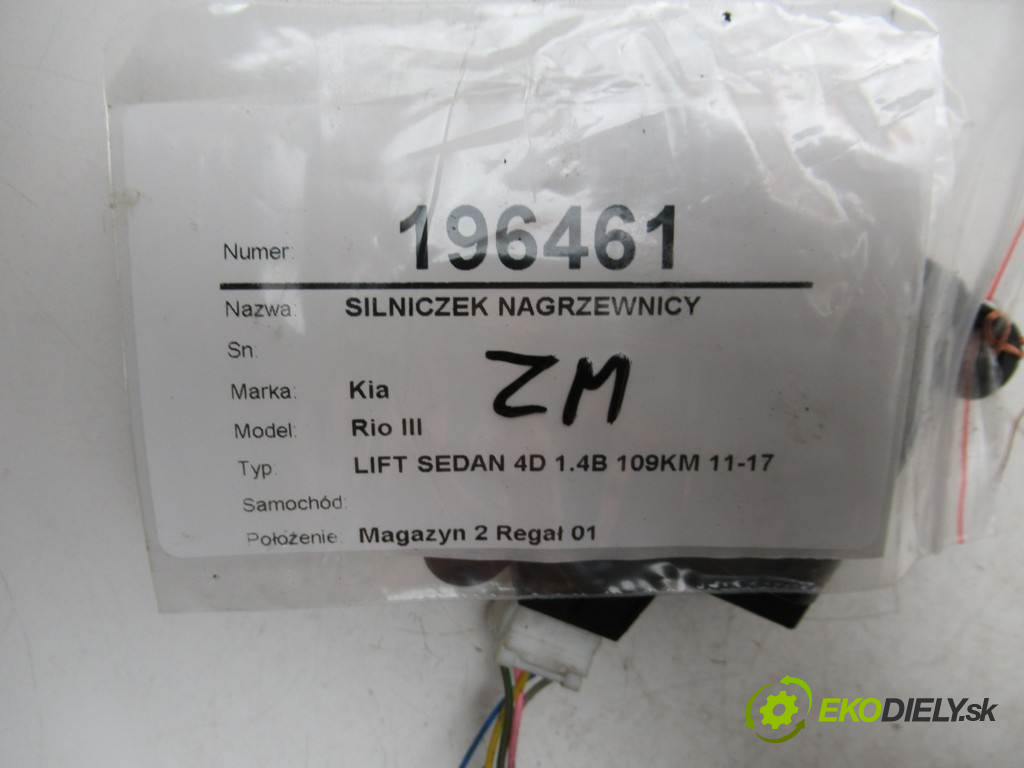 Numer: 196461
Nazwa: SILNICZEK NAGRZEWNICY
Sn:
Marka: Kia
ZM
Model: Rio III
Typ: LIFT SEDAN 4D 1.4B 109KM 11-17
Samochód:
Położenie: Magazyn 2 Regał 01
EKODIELY.sk